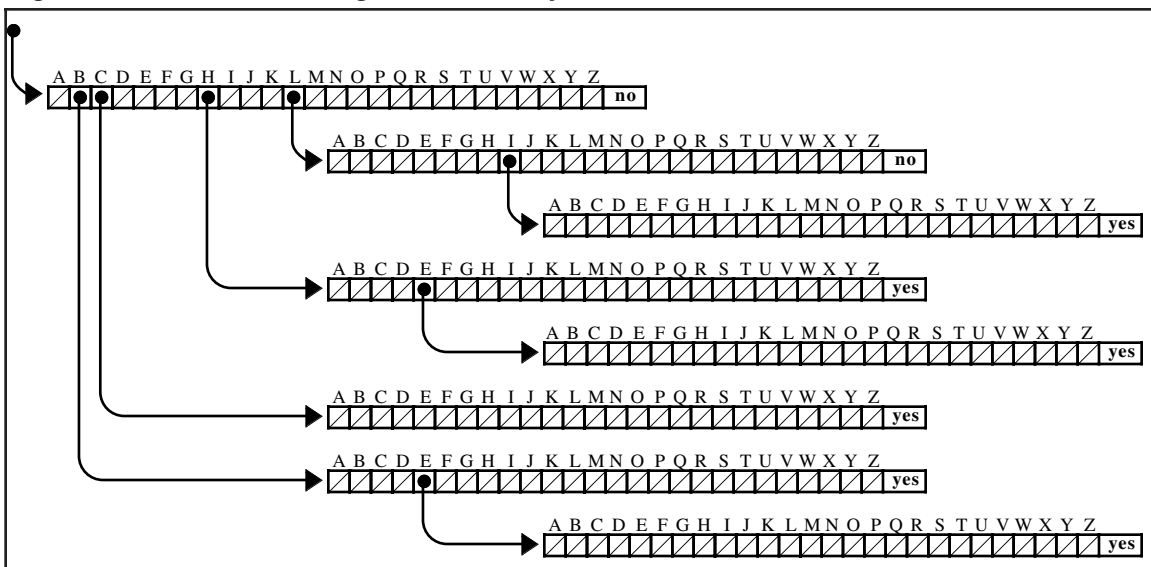 A B C D E F G H I J K L M N O P Q R S T U V W X Y Z
no
A B C D E F G H I J K L M N O P Q R S T U V W X Y Z
no
A B C D E F G H I J K L M N O P Q R S T U V W X Y Z
yes
A B C D E F G H I J K L M N O P Q R S T U V W X Y Z
yes
A B C D E F G H I J K L M N O P Q R S T U V W X Y Z
yes
A B C D E F G H I J K L M N O P Q R S T U V W X Y Z
yes
A B C D E F G H I J K L M N O P Q R S T U V W X Y Z
yes
A B C D E F G H I J K L M N O P Q R S T U V W X Y Z
yes